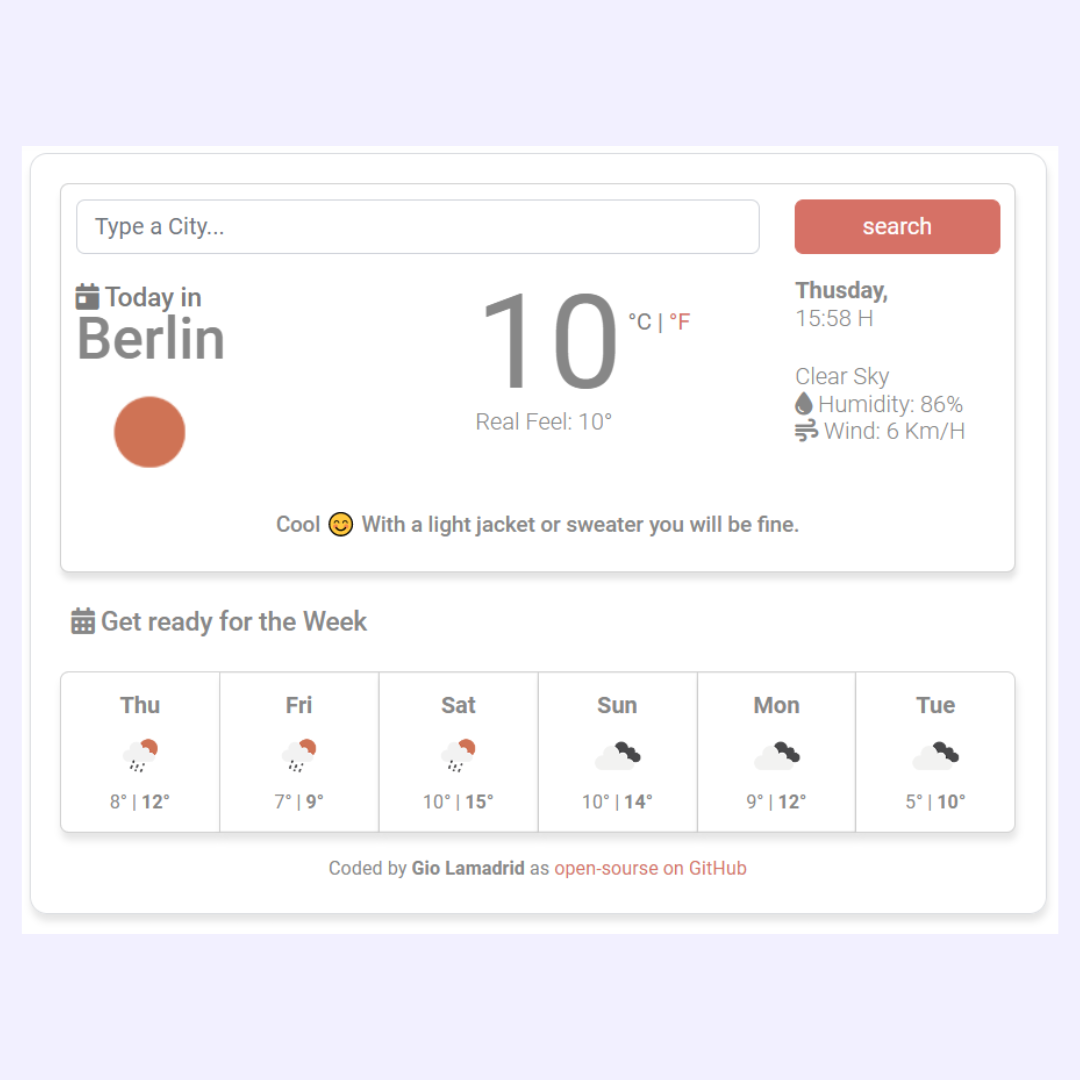 Type a City...
search
Today in
Berlin
10
°C | °F
Real Feel: 10°
Thusday,
15:58 H
Clear Sky
Humidity: 86%
Wind: 6 Km/H
Cool 😊 With a light jacket or sweater you will be fine.
Get ready for the Week
Thu
Fri
Sat
Sun
Mon
Tue
8° | 12°
7° | 9°
10° | 15°
10° | 14°
9° | 12°
5° | 10°
Coded by Gio Lamadrid as open-sourse on GitHub